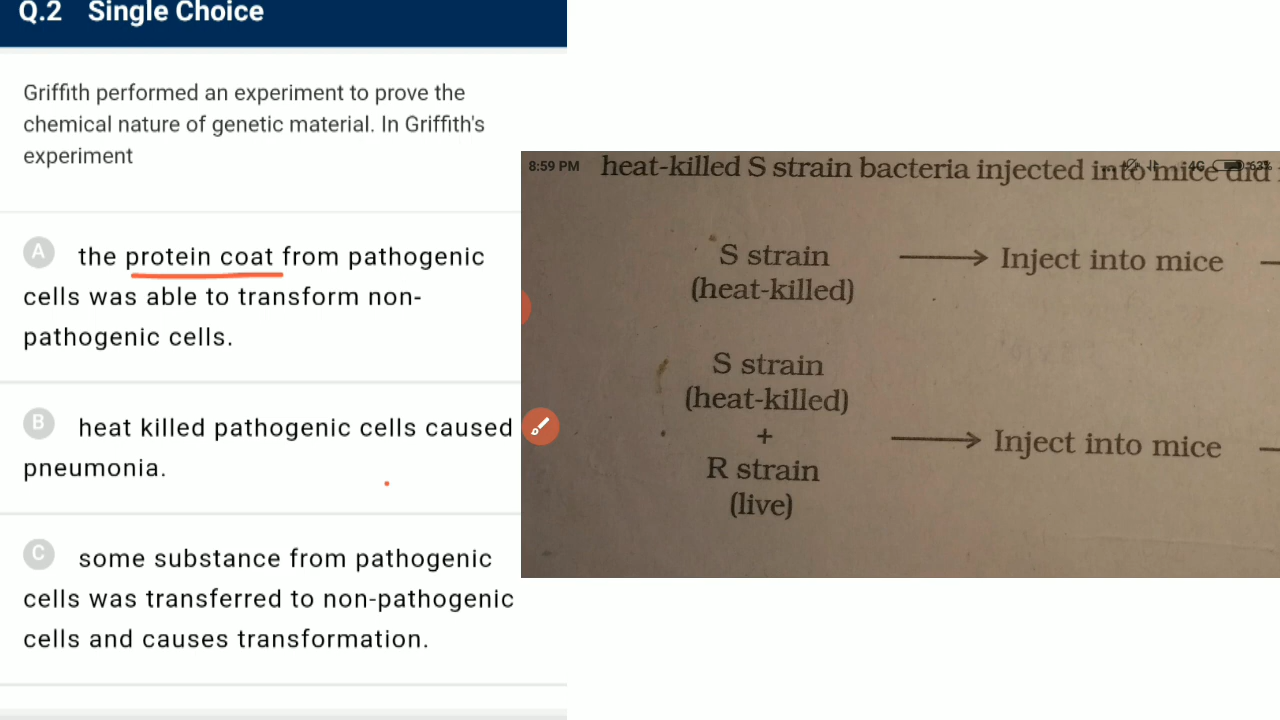 Q.2 Single Choice
Griffith performed an experiment to prove the
chemical nature of genetic material. In Griffith's
experiment
A the protein coat from pathogenic
cells was able to transform non-
pathogenic cells.
B heat killed pathogenic cells caused
pneumonia.
C some substance from pathogenic
cells was transferred to non-pathogenic
cells and causes transformation.
8:59 PM 4G 63%
heat-killed S strain bacteria injected into mice did
S strain → Inject into mice
(heat-killed)
S strain
(heat-killed)
+ → Inject into mice
R strain
(live)